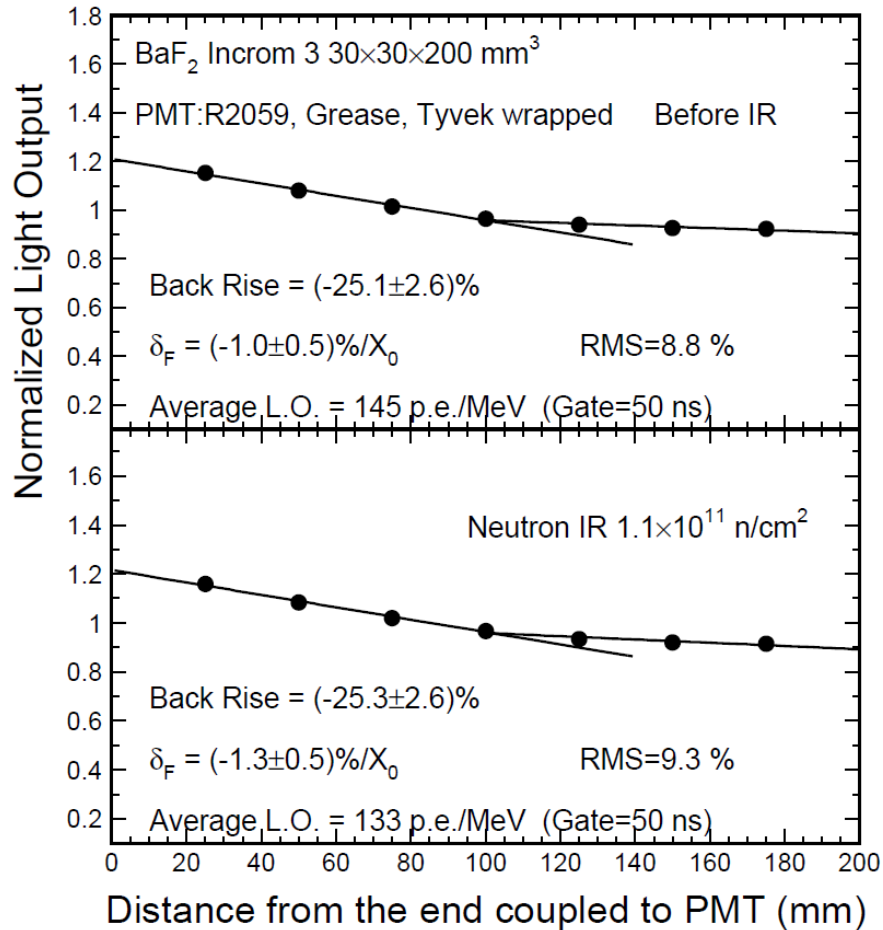 Normalized Light Output
1.8
1.6
1.4
1.2
1
0.8
0.6
0.4
0.2
BaF₂ Incrom 3 30×30×200 mm³
PMT:R2059, Grease, Tyvek wrapped Before IR
Back Rise = (-25.1±2.6)%
δ_F = (-1.0±0.5)%/X₀ RMS=8.8 %
Average L.O. = 145 p.e./MeV (Gate=50 ns)
1.6
1.4
1.2
1
0.8
0.6
0.4
0.2
Neutron IR 1.1×10¹¹ n/cm²
Back Rise = (-25.3±2.6)%
δ_F = (-1.3±0.5)%/X₀ RMS=9.3 %
Average L.O. = 133 p.e./MeV (Gate=50 ns)
0 20 40 60 80 100 120 140 160 180 200
Distance from the end coupled to PMT (mm)